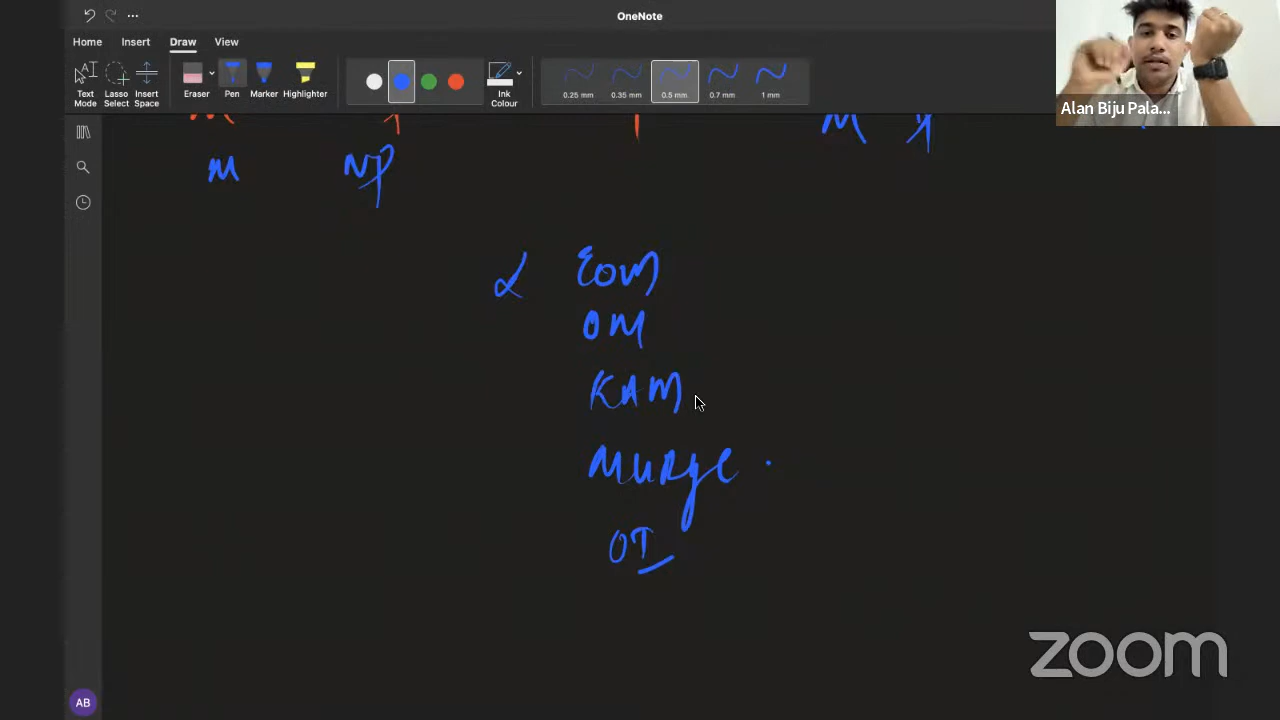 OneNote
Home Insert Draw View
Text Mode Lasso Select Insert Space Eraser Pen Marker Highlighter Ink Colour 0.25 mm 0.35 mm 0.5 mm 0.7 mm 1 mm
Alan Biju Pala...
M NP
α EOM
OM
KAM
OT
zoom
AB